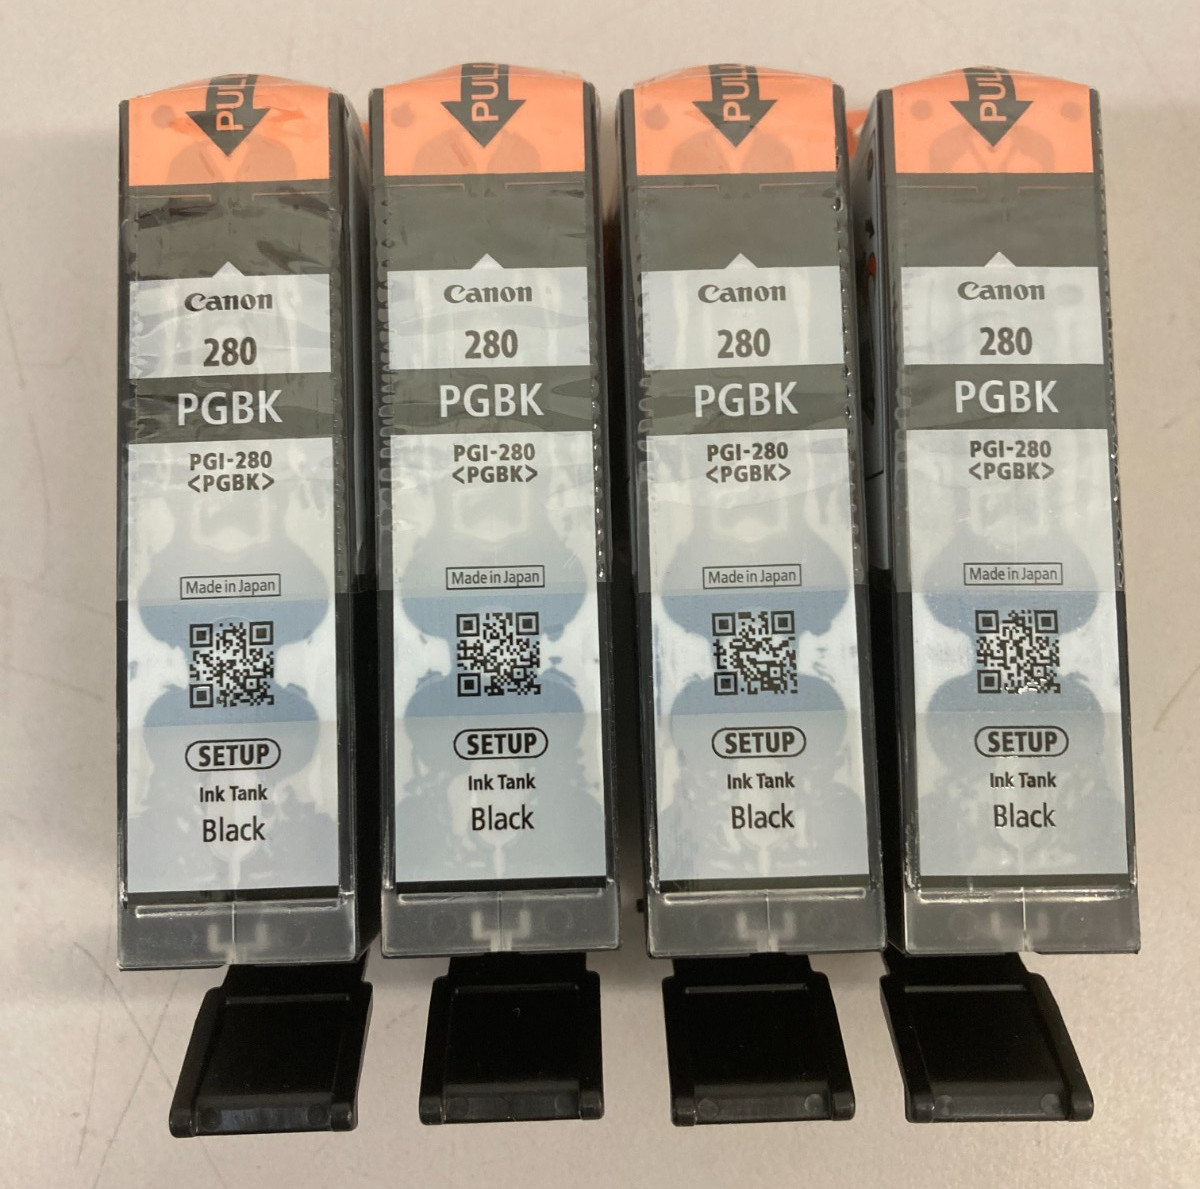 PULL
Canon
280
PGBK
PGI-280
<PGBK>
Made in Japan
SETUP
Ink Tank
Black
PULL
Canon
280
PGBK
PGI-280
<PGBK>
Made in Japan
SETUP
Ink Tank
Black
PULL
Canon
280
PGBK
PGI-280
<PGBK>
Made in Japan
SETUP
Ink Tank
Black
PULL
Canon
280
PGBK
PGI-280
<PGBK>
Made in Japan
SETUP
Ink Tank
Black